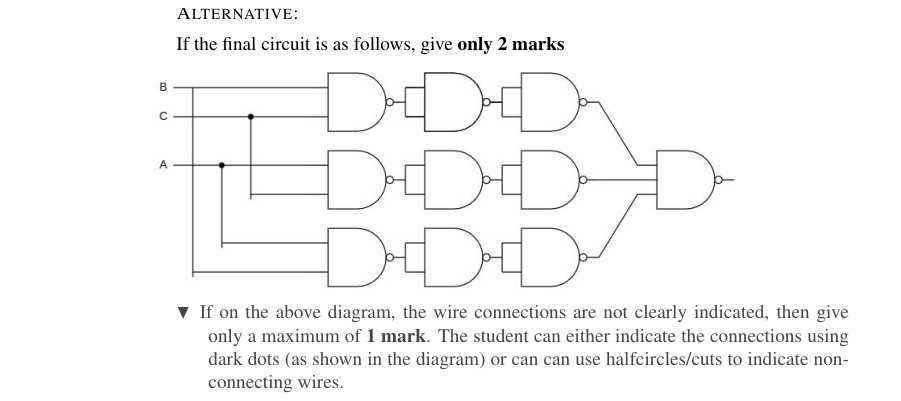 ALTERNATIVE:
If the final circuit is as follows, give only 2 marks
B
C
A
▼ If on the above diagram, the wire connections are not clearly indicated, then give
only a maximum of 1 mark. The student can either indicate the connections using
dark dots (as shown in the diagram) or can can use halfcircles/cuts to indicate non-
connecting wires.